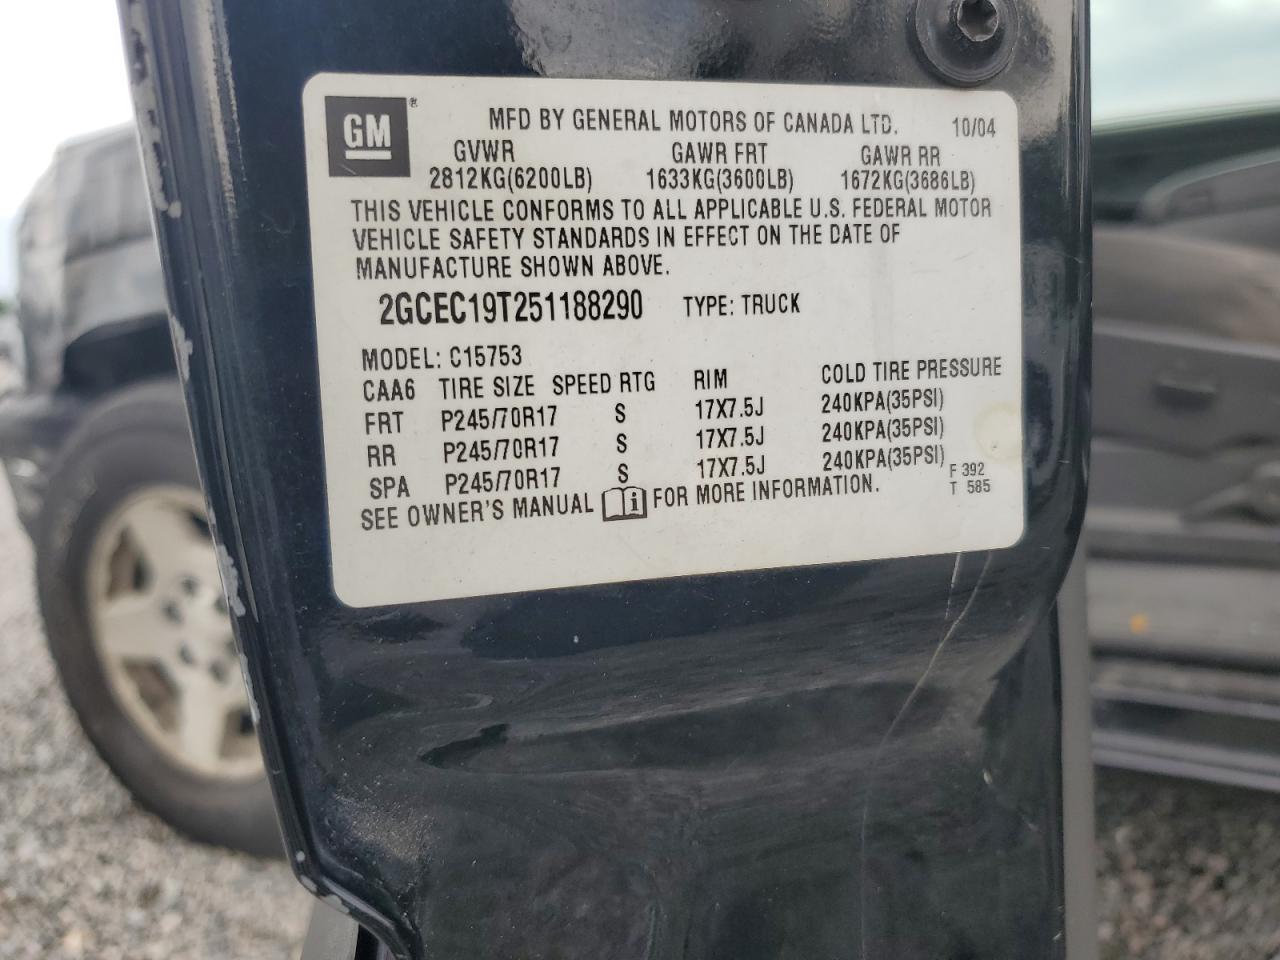 GM® MFD BY GENERAL MOTORS OF CANADA LTD. 10/04
GVWR GAWR FRT GAWR RR
2812KG(6200LB) 1633KG(3600LB) 1672KG(3686LB)
THIS VEHICLE CONFORMS TO ALL APPLICABLE U.S. FEDERAL MOTOR
VEHICLE SAFETY STANDARDS IN EFFECT ON THE DATE OF
MANUFACTURE SHOWN ABOVE.
2GCEC19T251188290 TYPE: TRUCK
MODEL: C15753
CAA6 TIRE SIZE SPEED RTG RIM COLD TIRE PRESSURE
FRT P245/70R17 S 17X7.5J 240KPA(35PSI)
RR P245/70R17 S 17X7.5J 240KPA(35PSI)
SPA P245/70R17 S 17X7.5J 240KPA(35PSI)
F 392
T 585
SEE OWNER'S MANUAL i FOR MORE INFORMATION.